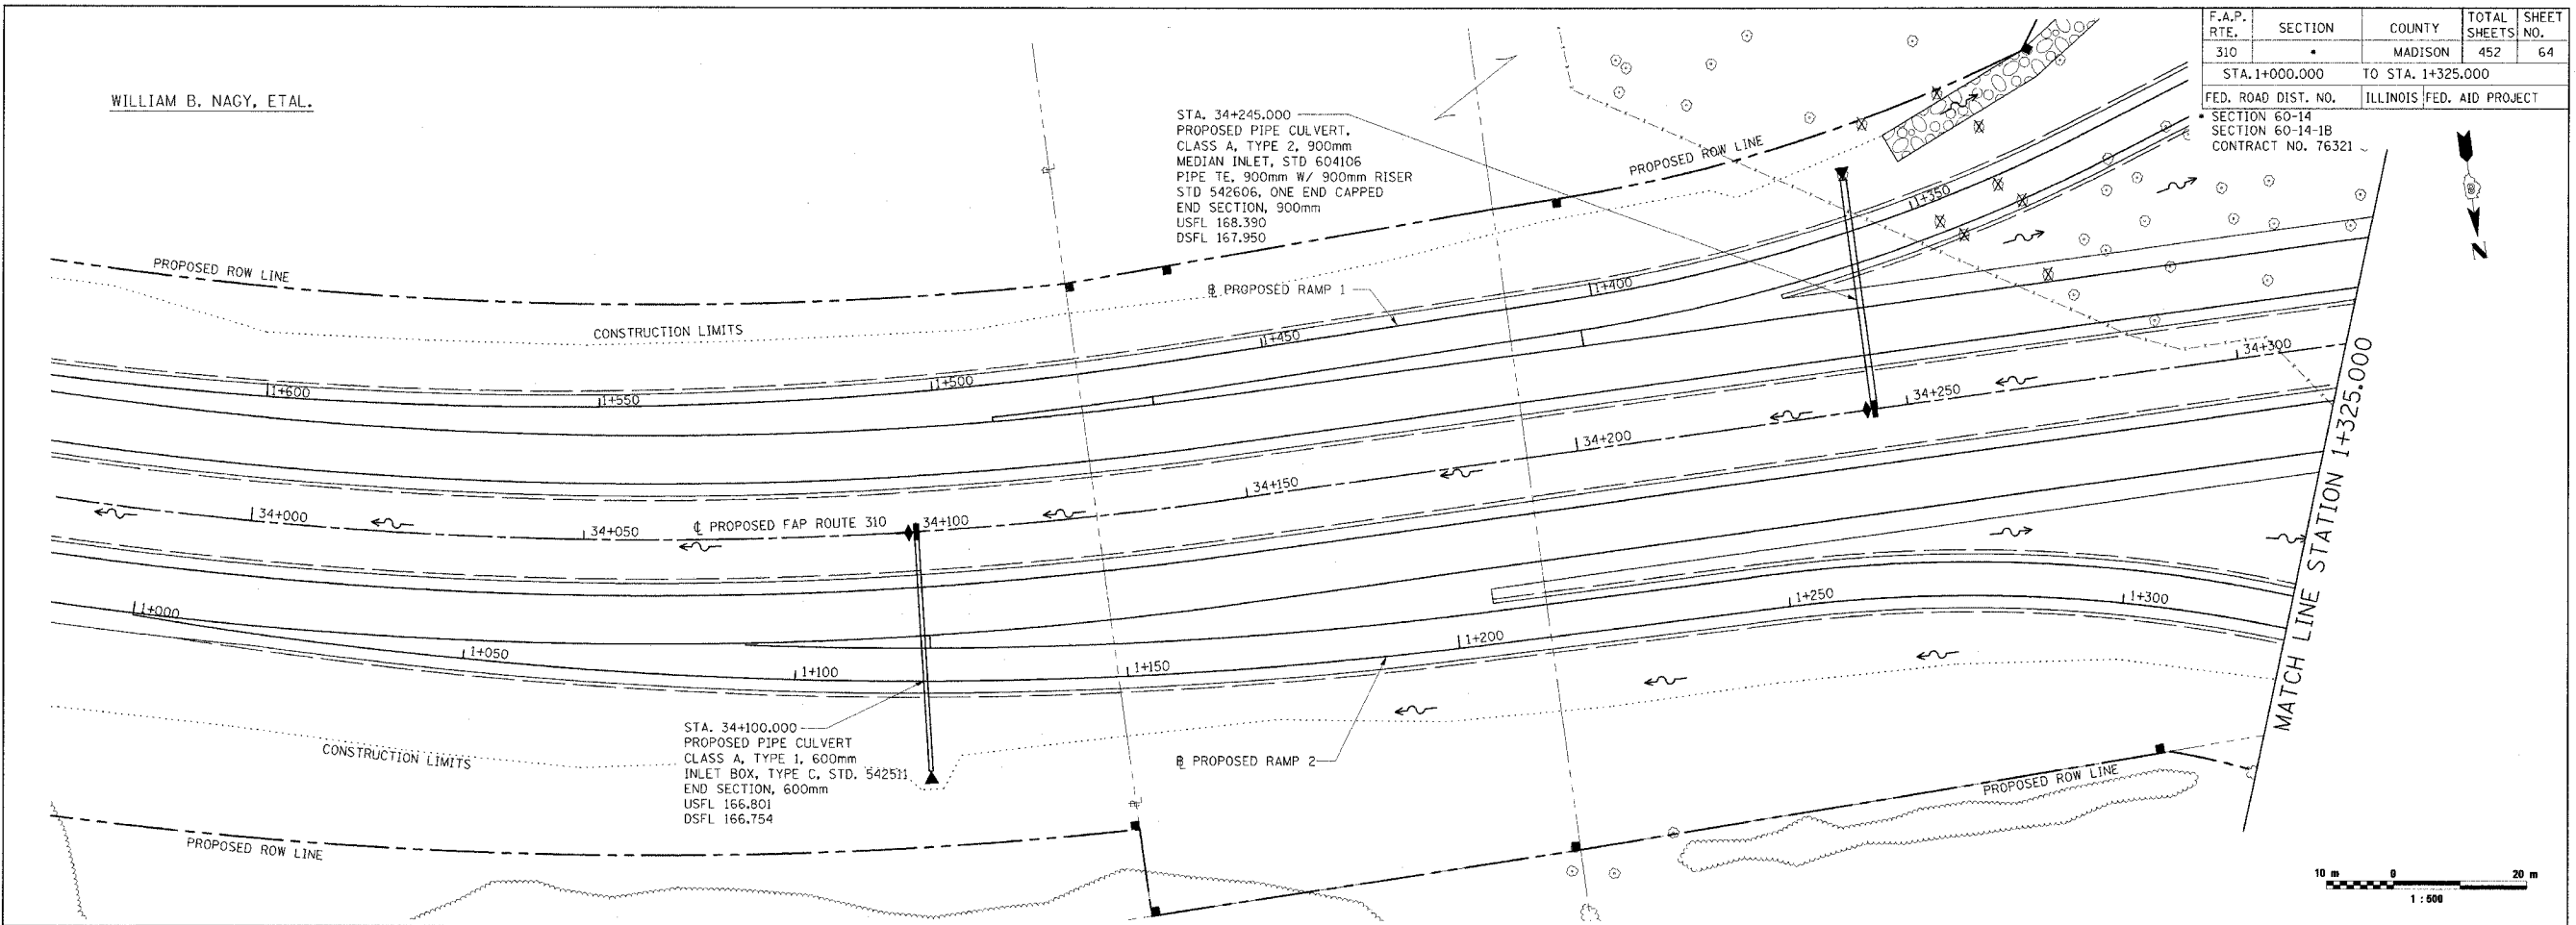 F.A.P. RTE. SECTION COUNTY TOTAL SHEETS SHEET NO.
310 • MADISON 452 64
STA. 1+000.000 TO STA. 1+325.000
FED. ROAD DIST. NO. ILLINOIS FED. AID PROJECT
• SECTION 60-14
SECTION 60-14-1B
CONTRACT NO. 76321
WILLIAM B. NAGY, ETAL.
STA. 34+245.000
PROPOSED PIPE CULVERT,
CLASS A, TYPE 2, 900mm
MEDIAN INLET, STD 604106
PIPE TE, 900mm W/ 900mm RISER
STD 542606, ONE END CAPPED
END SECTION, 900mm
USFL 168.390
DSFL 167.950
PROPOSED ROW LINE
PROPOSED ROW LINE
CONSTRUCTION LIMITS
℄ PROPOSED RAMP 1
1+600
1+550
1+500
1+450
1+400
1+350
34+000
34+050
℄ PROPOSED FAP ROUTE 310
34+100
34+150
34+200
34+250
34+300
1+000
1+050
1+100
1+150
1+200
1+250
1+300
STA. 34+100.000
PROPOSED PIPE CULVERT
CLASS A, TYPE 1, 600mm
INLET BOX, TYPE C, STD. 542511
END SECTION, 600mm
USFL 166.801
DSFL 166.754
℄ PROPOSED RAMP 2
CONSTRUCTION LIMITS
PROPOSED ROW LINE
PROPOSED ROW LINE
MATCH LINE STATION 1+325.000
N
10 m 0 20 m
1 : 500